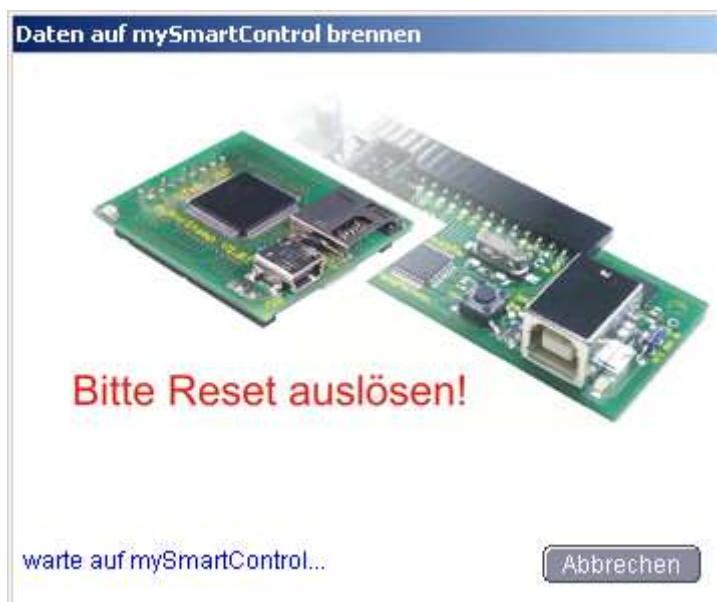 Daten auf mySmartControl brennen
Bitte Reset auslösen!
warte auf mySmartControl...
Abbrechen